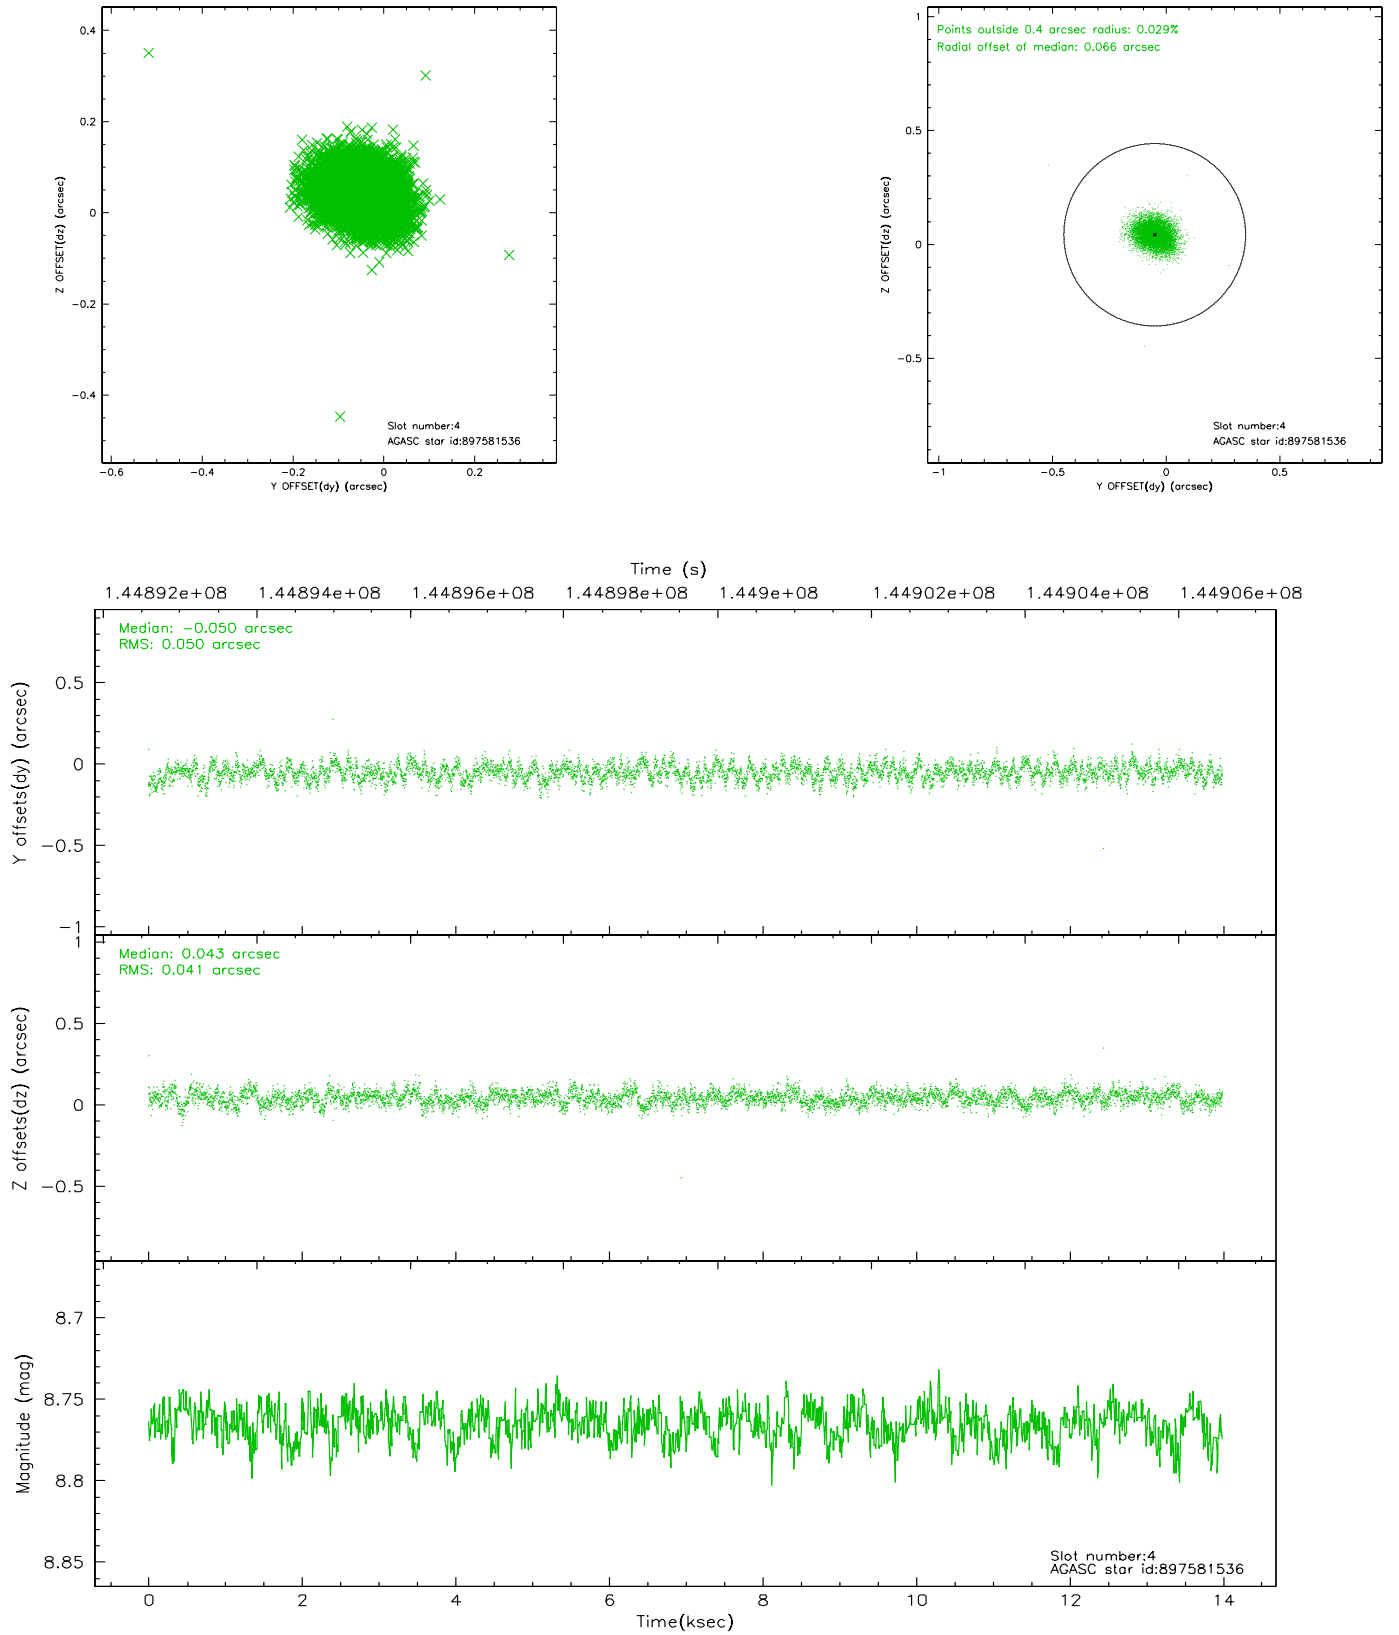 0.4
0.2
0
−0.2
−0.4
Z OFFSET(dz) (arcsec)
Slot number:4
AGASC star id:897581536
−0.6 −0.4 −0.2 0 0.2
Y OFFSET(dy) (arcsec)
Points outside 0.4 arcsec radius: 0.029%
Radial offset of median: 0.066 arcsec
1
0.5
0
−0.5
Z OFFSET(dz) (arcsec)
Slot number:4
AGASC star id:897581536
−1 −0.5 0 0.5
Y OFFSET(dy) (arcsec)
Time (s)
1.44892e+08 1.44894e+08 1.44896e+08 1.44898e+08 1.449e+08 1.44902e+08 1.44904e+08 1.44906e+08
Median: −0.050 arcsec
RMS: 0.050 arcsec
0.5
0
−0.5
−1
Y offsets(dy) (arcsec)
Median: 0.043 arcsec
RMS: 0.041 arcsec
1
0.5
0
−0.5
Z offsets(dz) (arcsec)
8.7
8.75
8.8
8.85
Magnitude (mag)
Slot number:4
AGASC star id:897581536
0 2 4 6 8 10 12 14
Time(ksec)